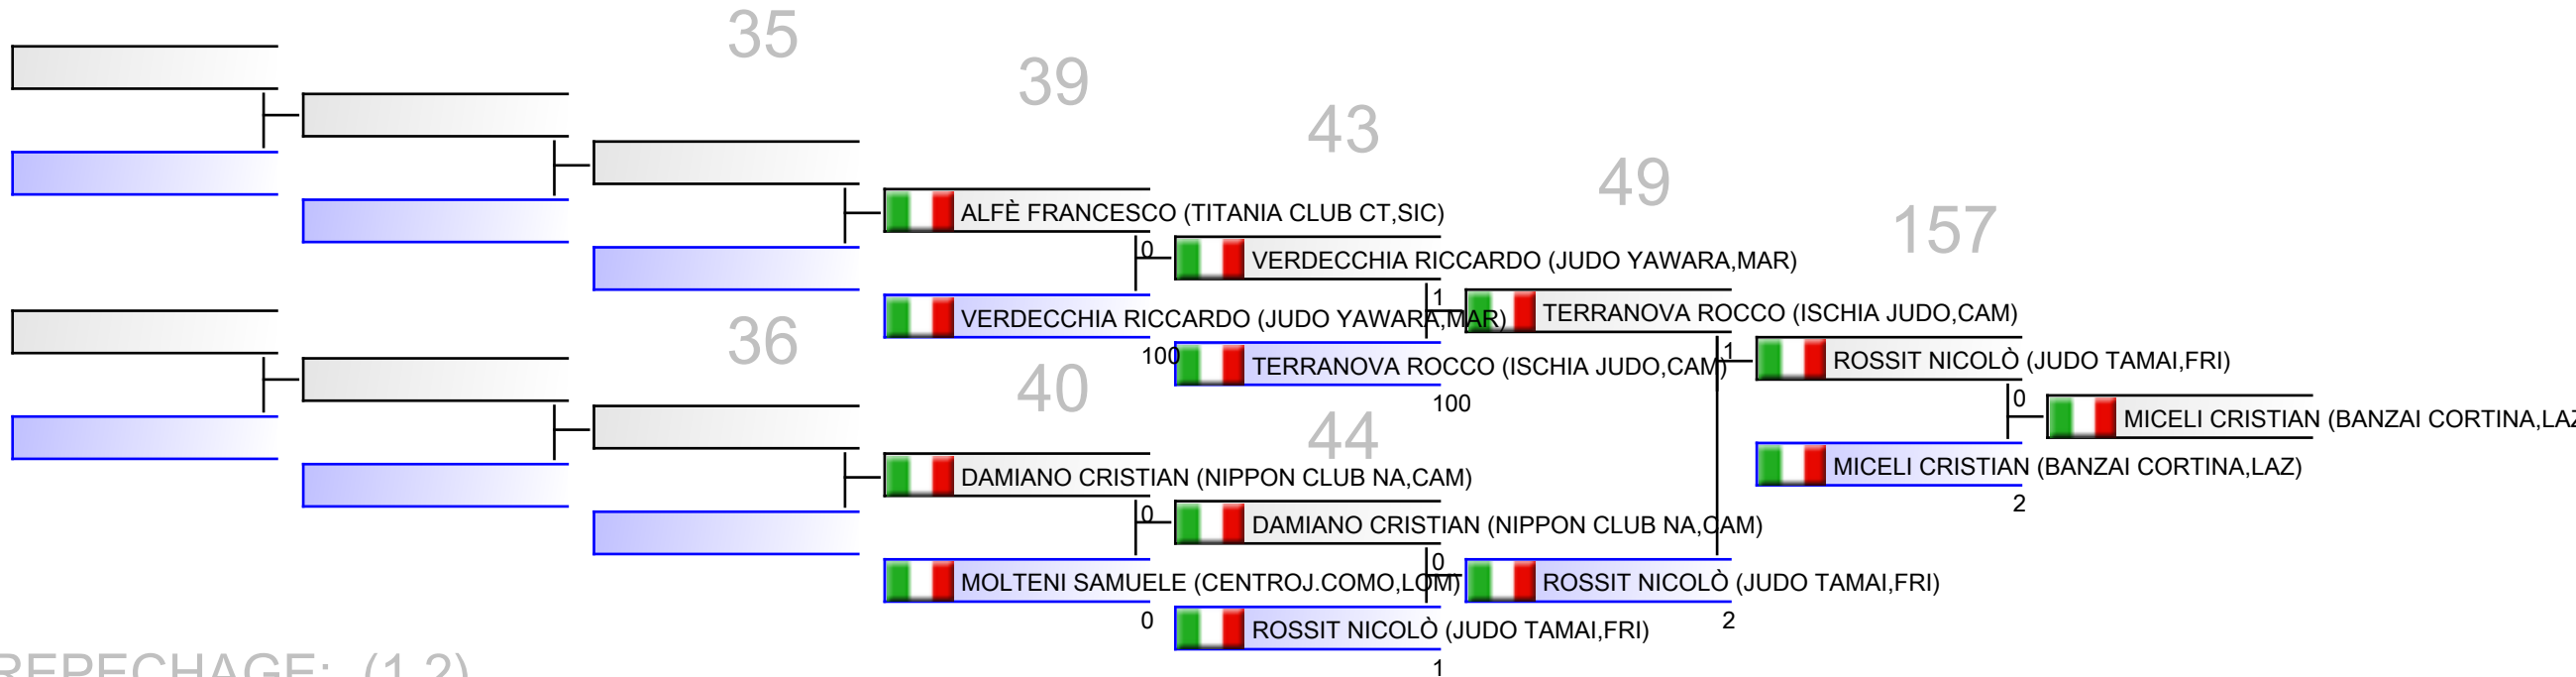 35
39
43
49
157
ALFÈ FRANCESCO (TITANIA CLUB CT,SIC)
0
VERDECCHIA RICCARDO (JUDO YAWARA,MAR)
VERDECCHIA RICCARDO (JUDO YAWARA,MAR)
100
1
TERRANOVA ROCCO (ISCHIA JUDO,CAM)
TERRANOVA ROCCO (ISCHIA JUDO,CAM)
100
1
ROSSIT NICOLÒ (JUDO TAMAI,FRI)
0
MICELI CRISTIAN (BANZAI CORTINA,LAZ
MICELI CRISTIAN (BANZAI CORTINA,LAZ)
2
36
40
44
DAMIANO CRISTIAN (NIPPON CLUB NA,CAM)
0
DAMIANO CRISTIAN (NIPPON CLUB NA,CAM)
MOLTENI SAMUELE (CENTROJ.COMO,LOM)
0
0
ROSSIT NICOLÒ (JUDO TAMAI,FRI)
2
ROSSIT NICOLÒ (JUDO TAMAI,FRI)
1
REPECHAGE: (1,2)